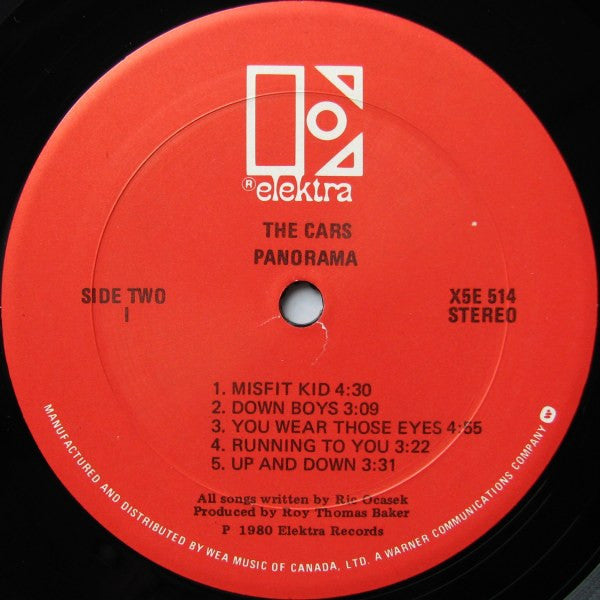 ® elektra
THE CARS
PANORAMA
SIDE TWO
I
X5E 514
STEREO
1. MISFIT KID 4:30
2. DOWN BOYS 3:09
3. YOU WEAR THOSE EYES 4:55
4. RUNNING TO YOU 3:22
5. UP AND DOWN 3:31
All songs written by Ric Ocasek
Produced by Roy Thomas Baker
P 1980 Elektra Records
MANUFACTURED AND DISTRIBUTED BY WEA MUSIC OF CANADA, LTD. A WARNER COMMUNICATIONS COMPANY